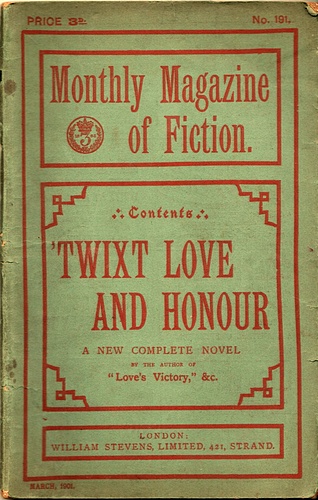 PRICE 3D.
No. 191.
Monthly Magazine
3
of Fiction.
Contents
'TWIXT LOVE
AND HONOUR
A NEW COMPLETE NOVEL
BY THE AUTHOR OF
"Love's Victory," &c.
LONDON:
WILLIAM STEVENS, LIMITED, 421, STRAND.
MARCH, 1901.